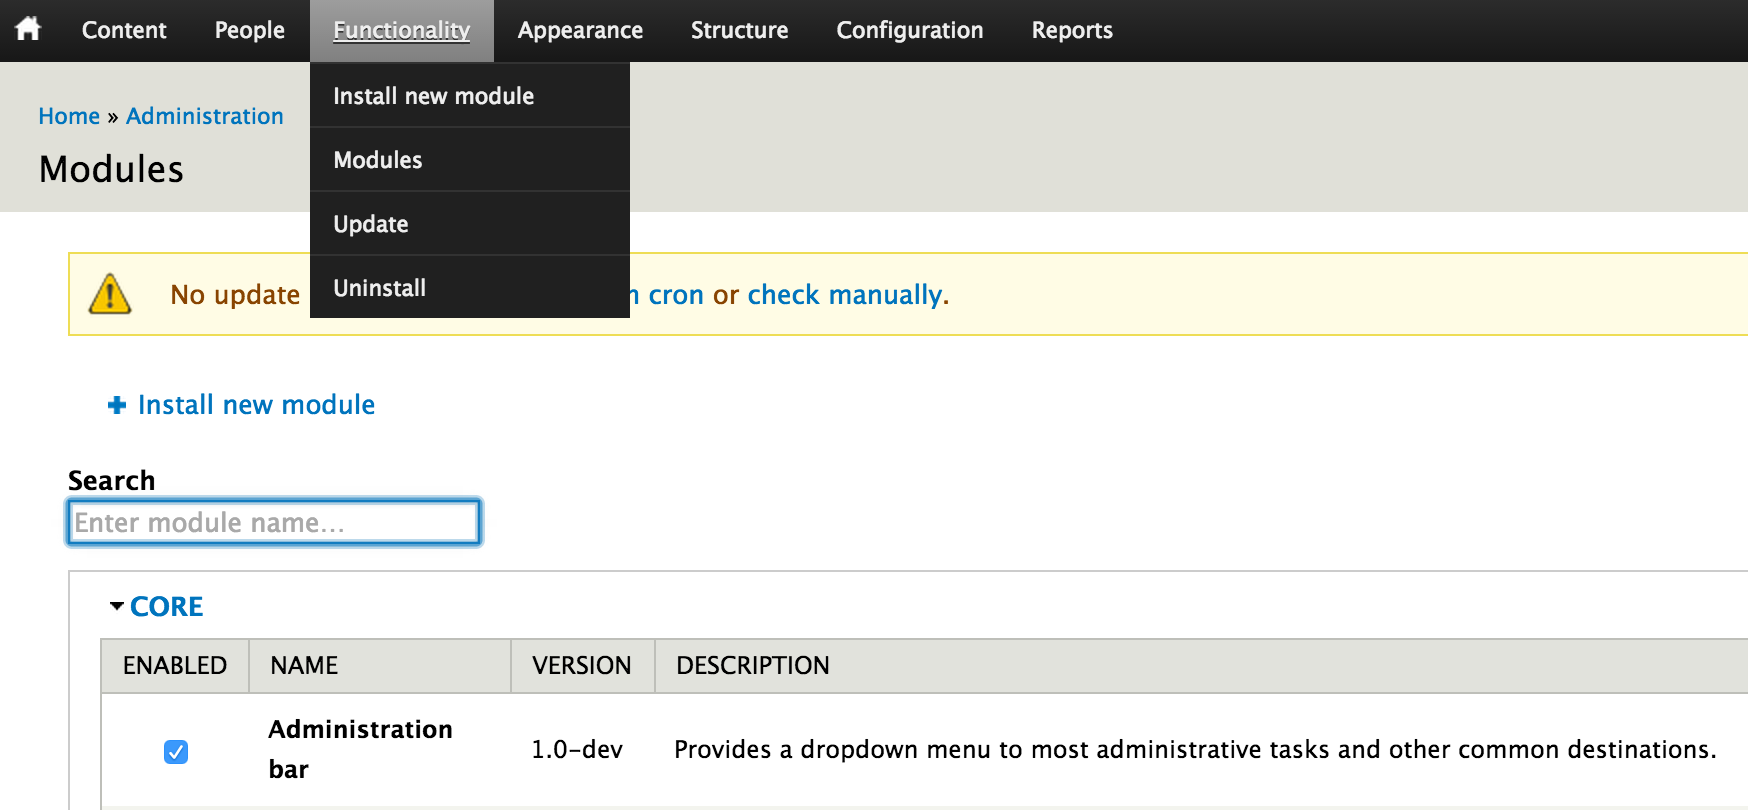 Content People Functionality Appearance Structure Configuration Reports
Install new module
Modules
Update
Uninstall
Home » Administration
Modules
No update cron or check manually.
Install new module
Search
Enter module name...
CORE
ENABLED NAME VERSION DESCRIPTION
Administration bar 1.0-dev Provides a dropdown menu to most administrative tasks and other common destinations.